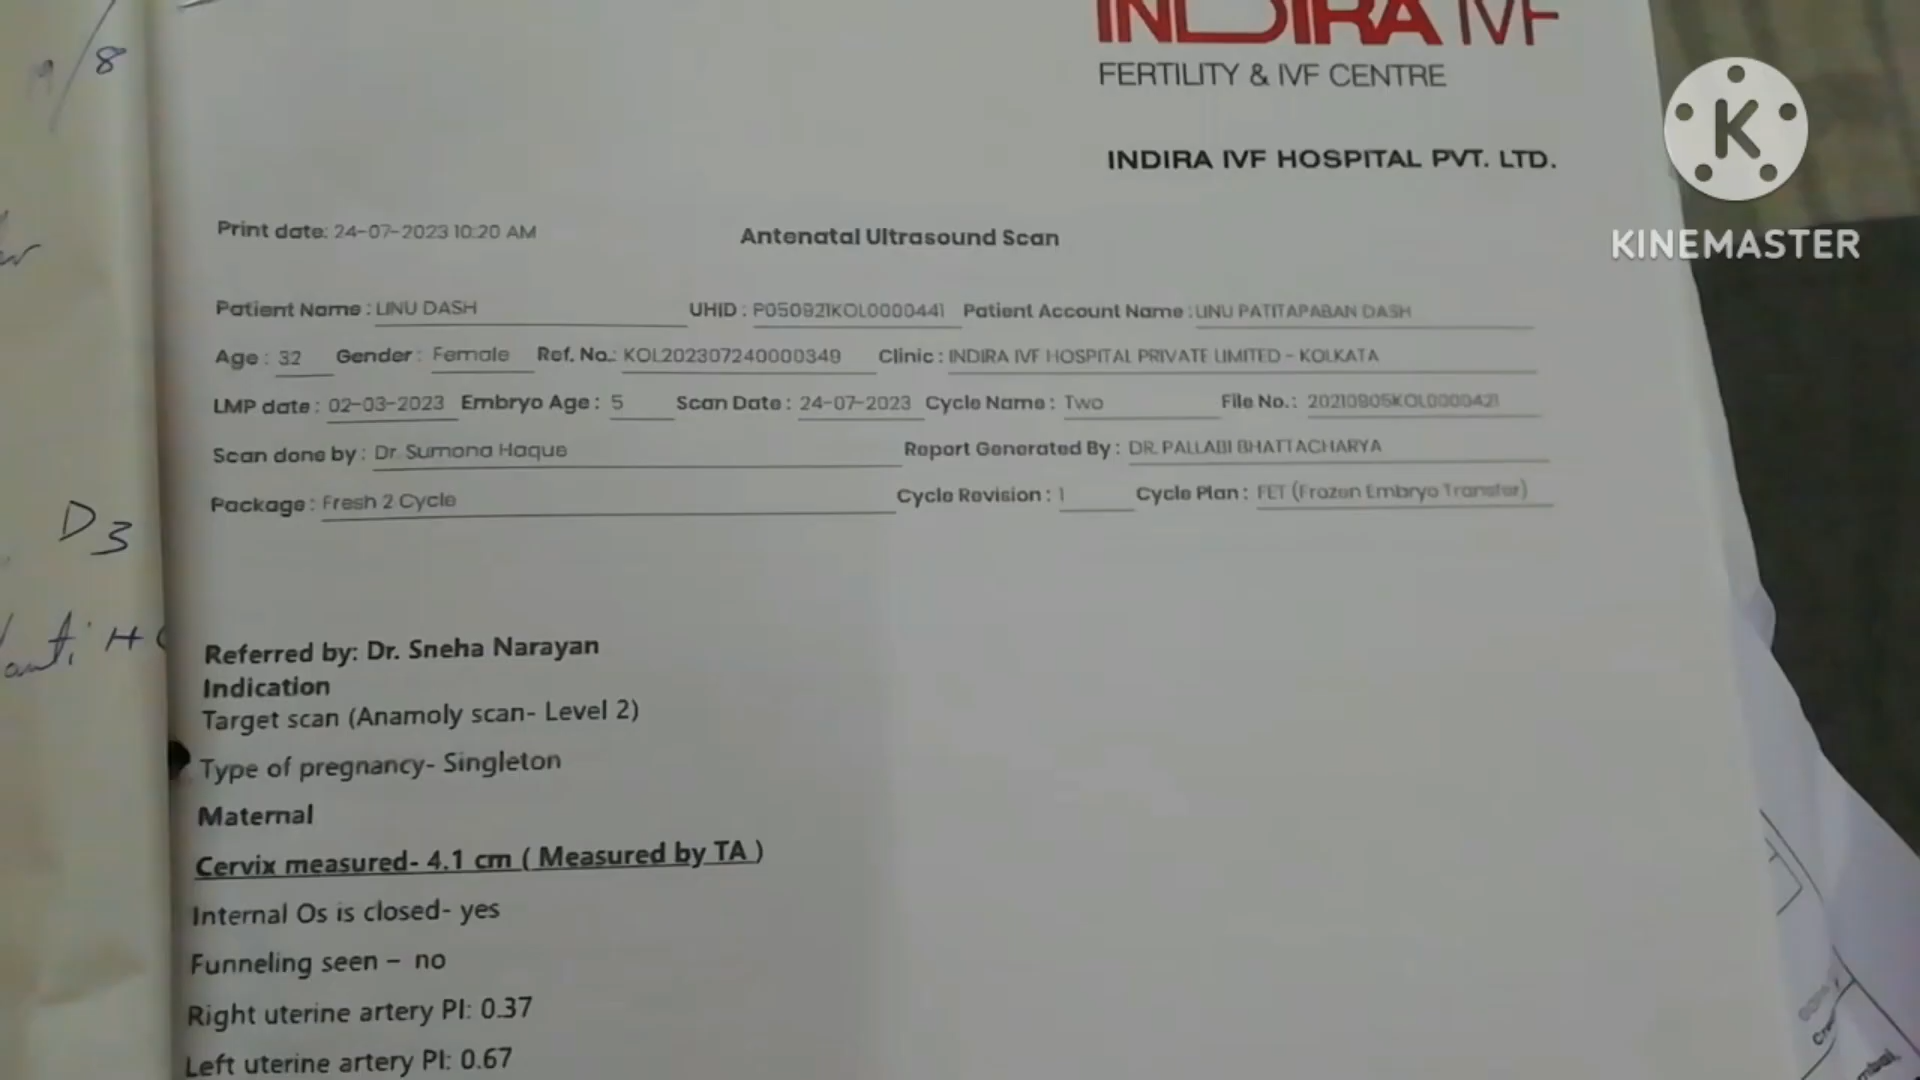 9/8
D3
anti H
INDIRA IVF
FERTILITY & IVF CENTRE
INDIRA IVF HOSPITAL PVT. LTD.
KINEMASTER
Print date: 24-07-2023 10:20 AM
Antenatal Ultrasound Scan
Patient Name : LINU DASH UHID : P050921KOL0000441 Patient Account Name : LINU PATITAPABAN DASH
Age : 32 Gender : Female Ref. No.: KOL202307240000349 Clinic : INDIRA IVF HOSPITAL PRIVATE LIMITED - KOLKATA
LMP date : 02-03-2023 Embryo Age : 5 Scan Date : 24-07-2023 Cycle Name : Two File No.: 20210905KOL0000421
Scan done by : Dr. Sumona Haque Report Generated By : DR. PALLABI BHATTACHARYA
Package : Fresh 2 Cycle Cycle Revision : 1 Cycle Plan : FET (Frozen Embryo Transfer)
Referred by: Dr. Sneha Narayan
Indication
Target scan (Anamoly scan- Level 2)
Type of pregnancy- Singleton
Maternal
Cervix measured- 4.1 cm ( Measured by TA )
Internal Os is closed- yes
Funneling seen – no
Right uterine artery PI: 0.37
Left uterine artery PI: 0.67